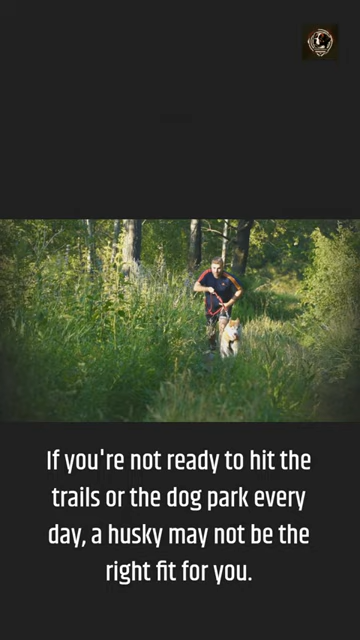 If you're not ready to hit the
trails or the dog park every
day, a husky may not be the
right fit for you.